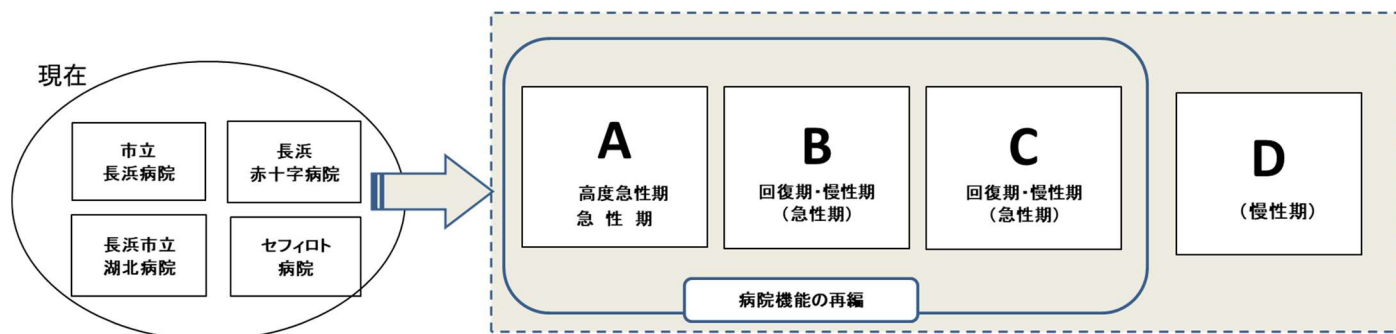 現在
市立
長浜病院
長浜
赤十字病院
長浜市立
湖北病院
セフィロト
病院
A
高度急性期
急 性 期
B
回復期・慢性期
(急性期)
C
回復期・慢性期
(急性期)
D
(慢性期)
病院機能の再編